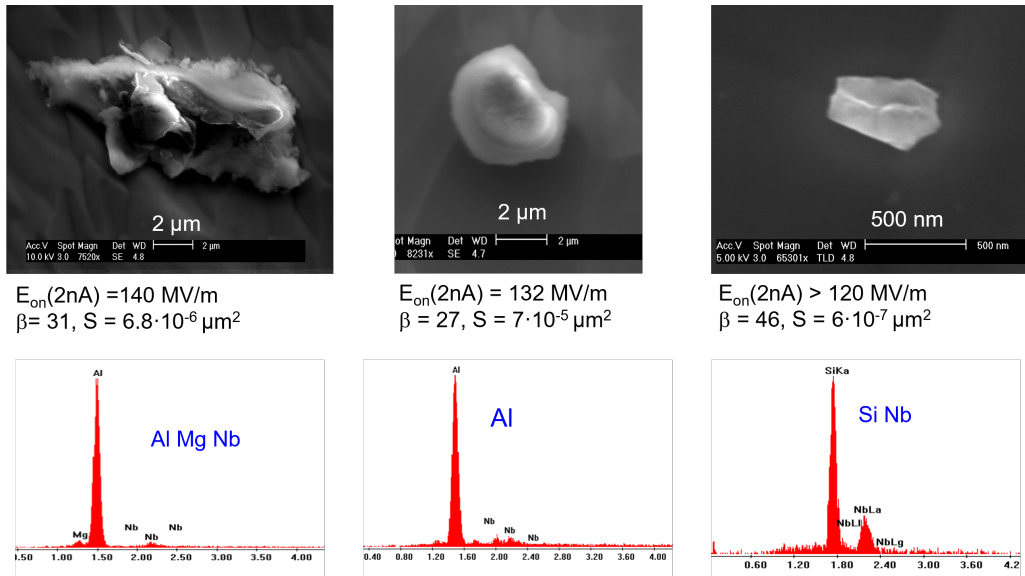 2 µm
Acc.V Spot Magn Det WD 2 µm
10.0 kV 3.0 7520x SE 4.8
2 µm
ot Magn Det WD 2 µm
8231x SE 4.7
500 nm
Acc.V Spot Magn Det WD 500 nm
5.00 kV 3.0 65301x TLD 4.8
Eon(2nA) =140 MV/m
β= 31, S = 6.8·10-6 µm2
Eon(2nA) = 132 MV/m
β = 27, S = 7·10-5 µm2
Eon(2nA) > 120 MV/m
β = 46, S = 6·10-7 µm2
Al
Al Mg Nb
Mg
Nb
Nb
Nb
.50 1.00 1.50 2.00 2.50 3.00 3.50 4.00
Al
Al
Nb
Nb
Nb
0.40 0.80 1.20 1.60 2.00 2.40 2.80 3.20 3.60 4.00
SiKa
Si Nb
NbLa
NbLl
NbLg
0.60 1.20 1.80 2.40 3.00 3.60 4.2